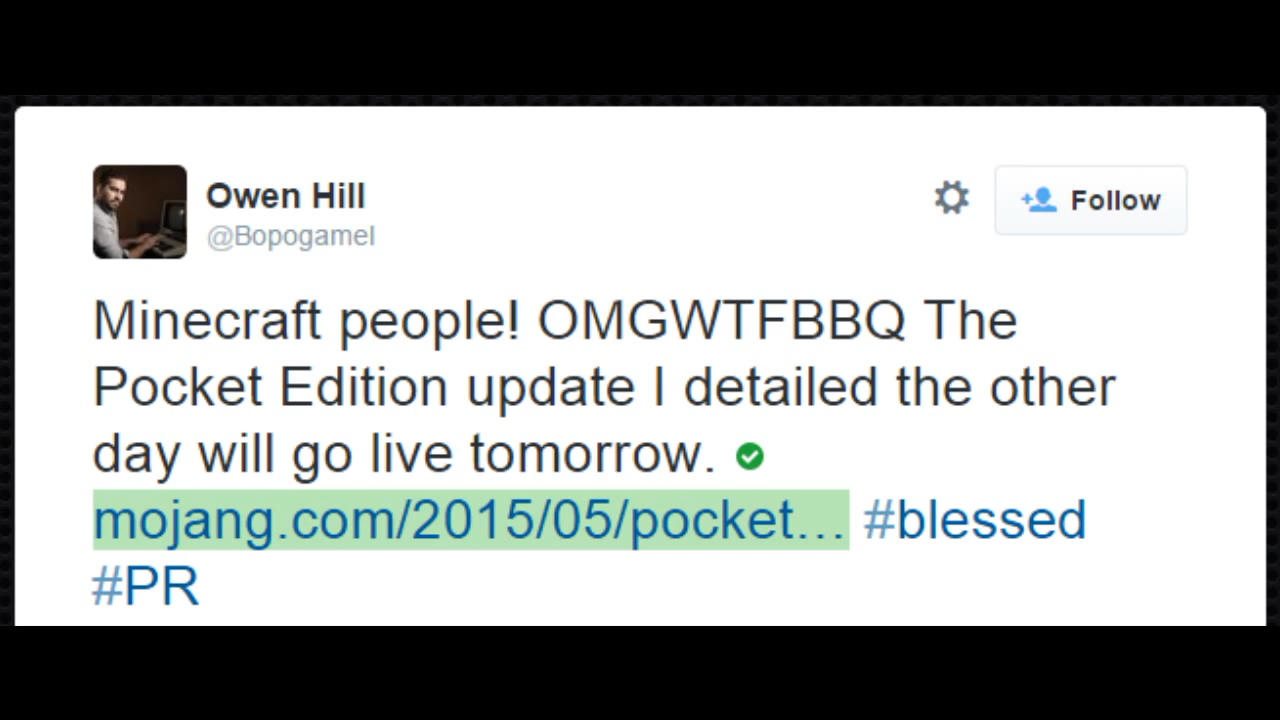 Owen Hill
@Bopogamel
Follow
Minecraft people! OMGWTFBBQ The
Pocket Edition update I detailed the other
day will go live tomorrow.
mojang.com/2015/05/pocket... #blessed
#PR